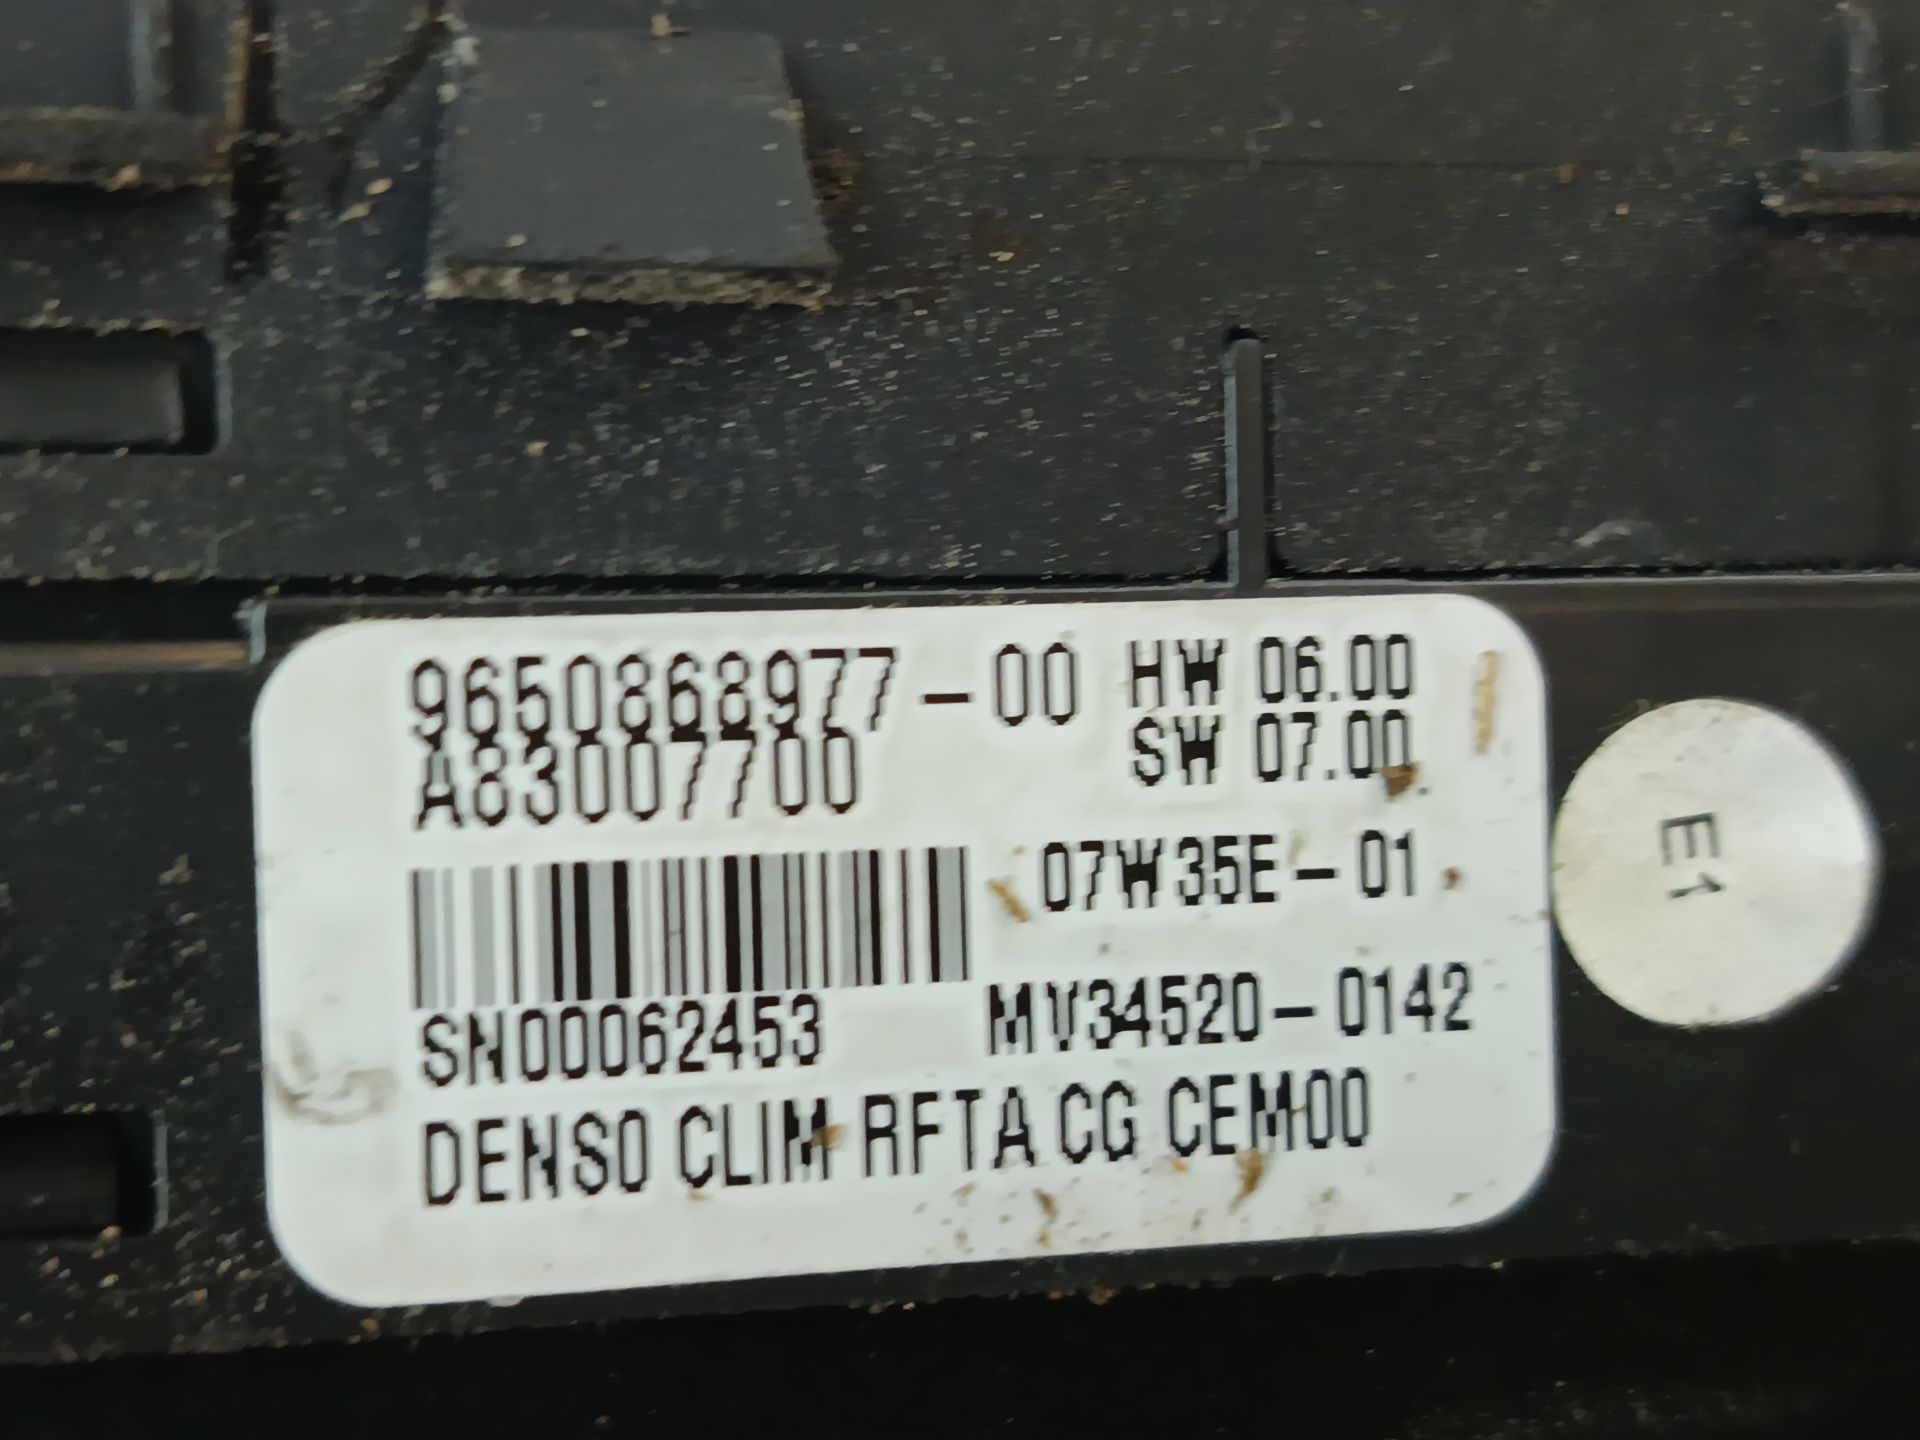 9650868977-00 HW 06.00
A83007700 SW 07.00
07W35E-01
SN00062453 MV34520-0142
DENSO CLIM RFTA CG CEM00
E1